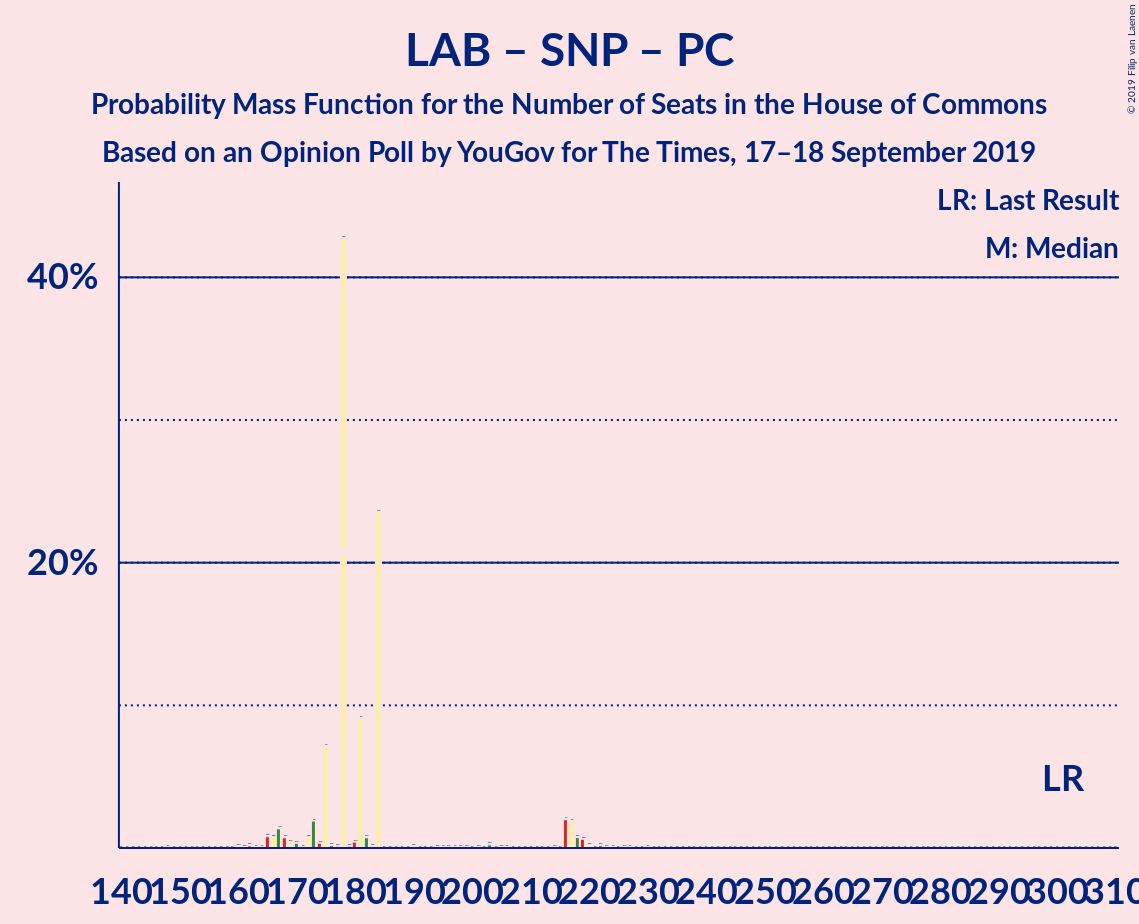 LAB – SNP – PC
Probability Mass Function for the Number of Seats in the House of Commons
Based on an Opinion Poll by YouGov for The Times, 17–18 September 2019
© 2019 Filip van Laenen
LR: Last Result
M: Median
40%
20%
LR
140 150 160 170 180 190 200 210 220 230 240 250 260 270 280 290 300 310